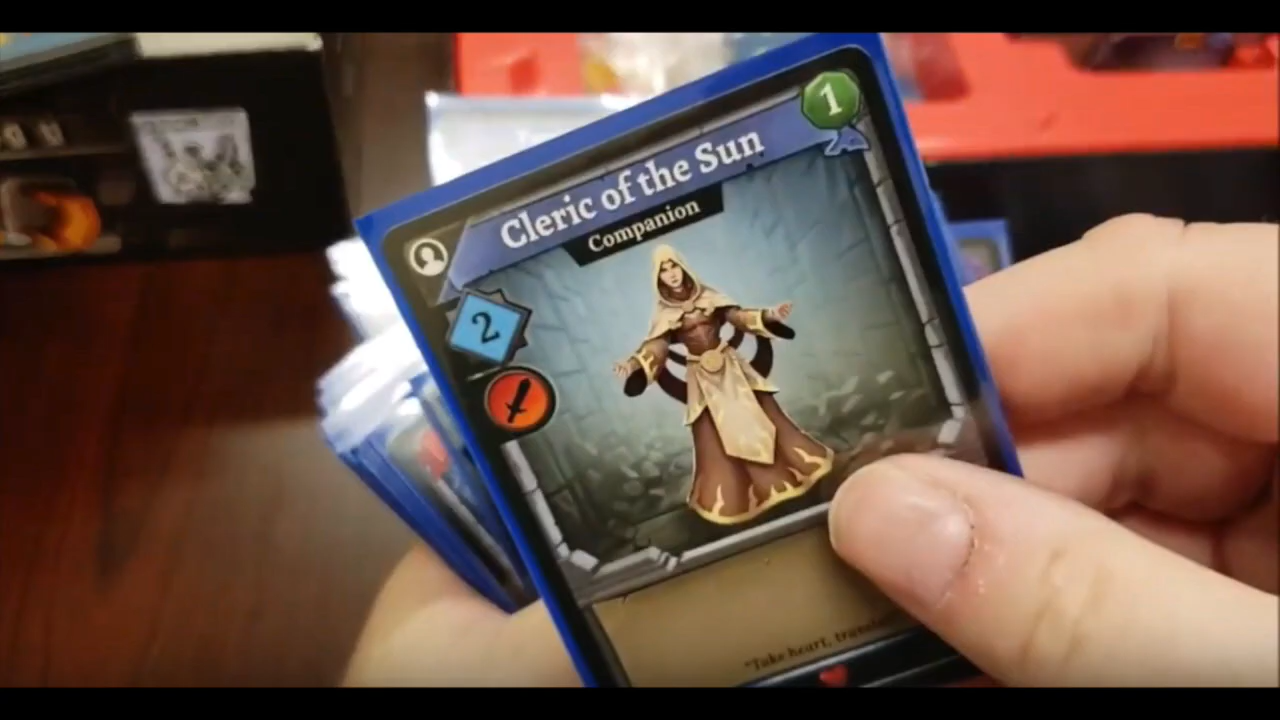 1
Cleric of the Sun
Companion
2
"Take heart,